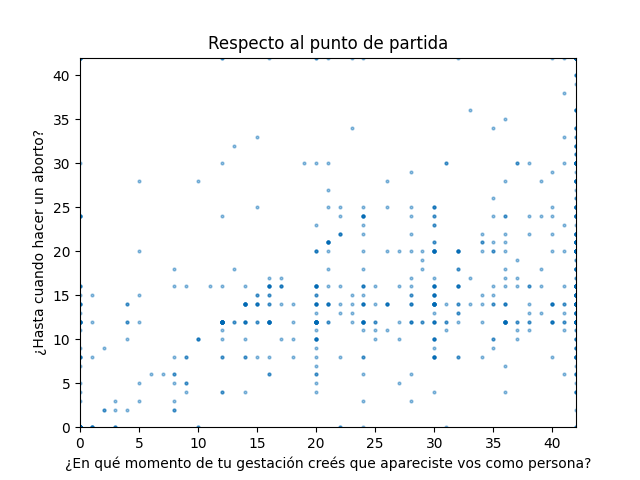 Respecto al punto de partida
¿Hasta cuando hacer un aborto?
40
35
30
25
20
15
10
5
0
0 5 10 15 20 25 30 35 40
¿En qué momento de tu gestación creés que apareciste vos como persona?